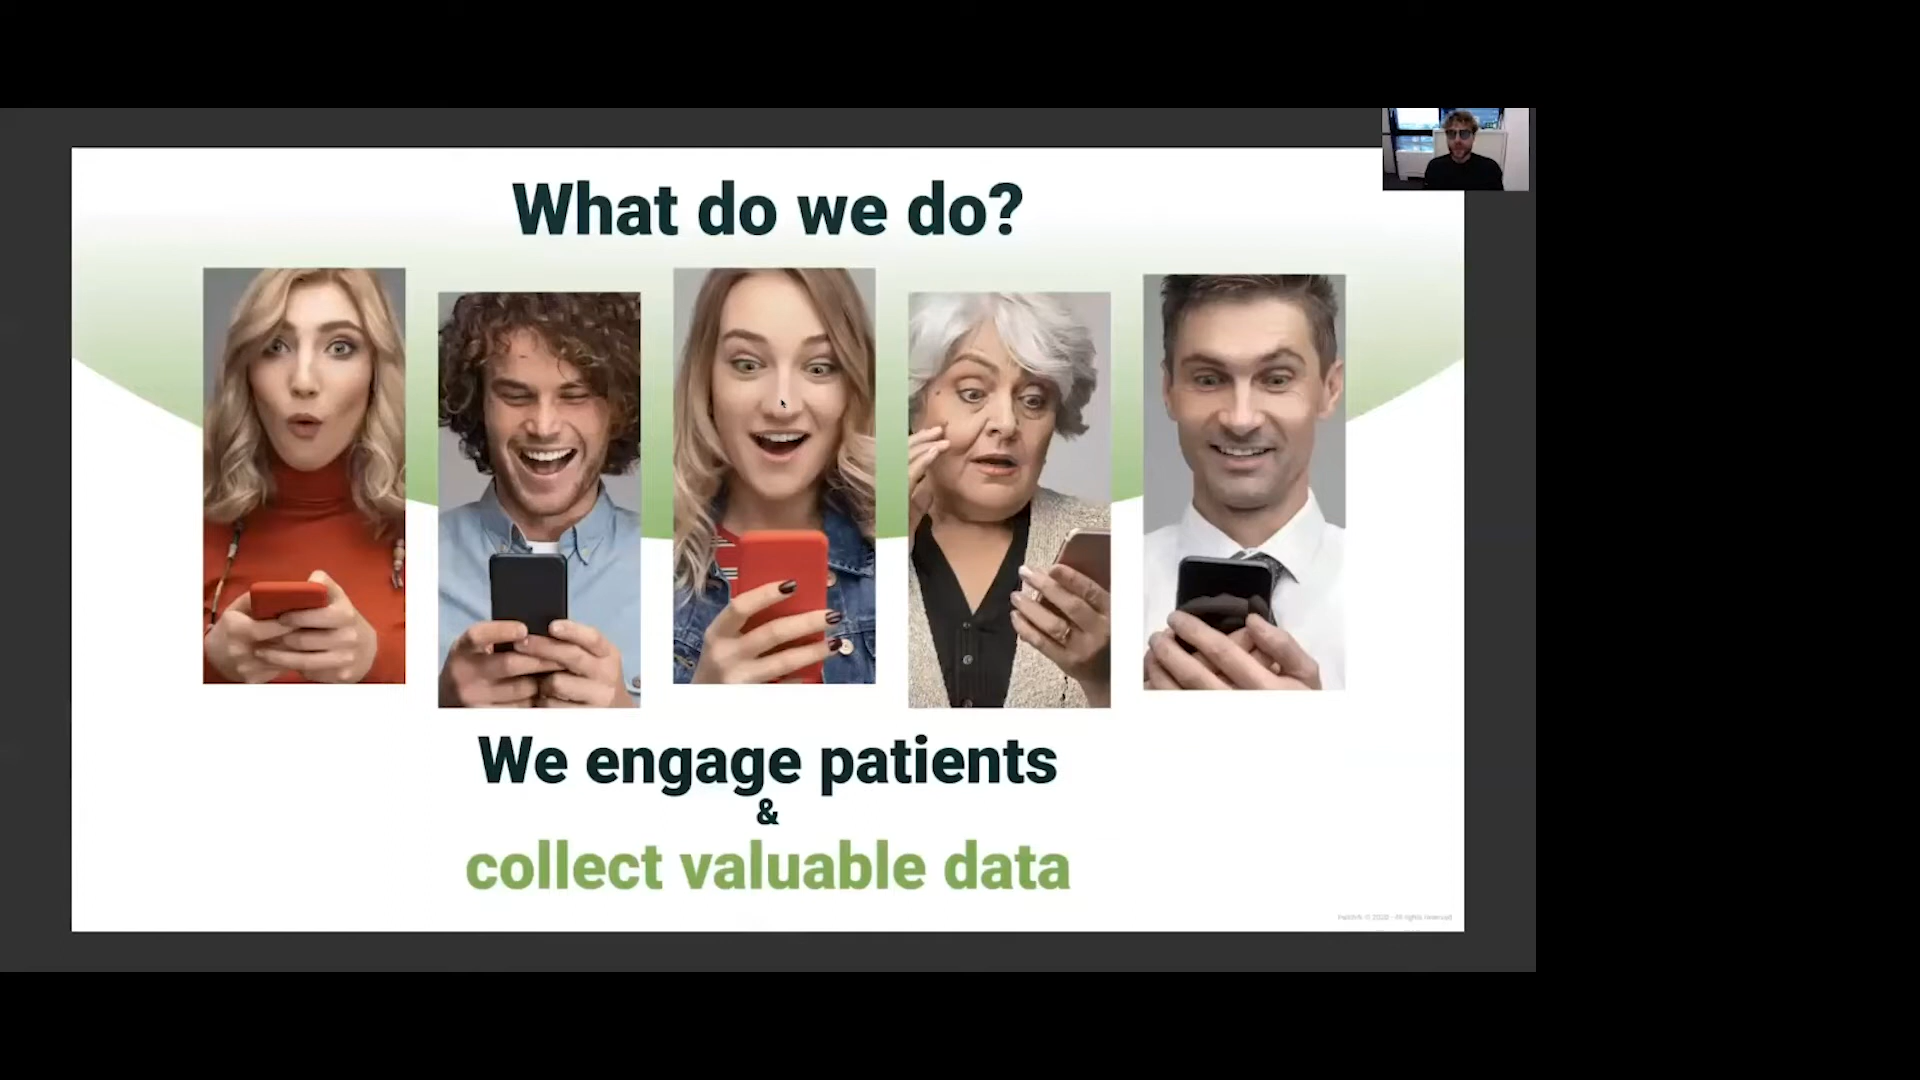 What do we do?
We engage patients
&
collect valuable data